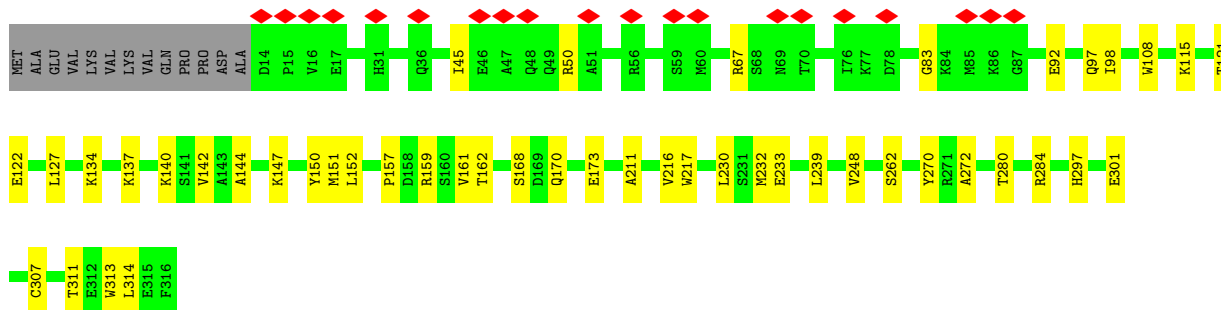 MET ALA GLU VAL LYS VAL LYS VAL GLN PRO PRO ASP ALA D14 P15 V16 E17 H31 Q36 I45 E46 A47 Q48 Q49 R50 A51 R56 S59 M60 R67 S68 N69 T70 I76 K77 D78 G83 K84 M85 K86 G87 E92 Q97 I98 W108 K115 T121
E122 L127 K134 K137 K140 S141 V142 A143 A144 K147 Y150 M151 L152 P157 D158 R159 S160 V161 T162 S168 D169 Q170 E173 A211 V216 W217 L230 S231 M232 E233 L239 V248 S262 Y270 R271 A272 T280 R284 H297 E301
C307 T311 E312 W313 L314 E315 F316